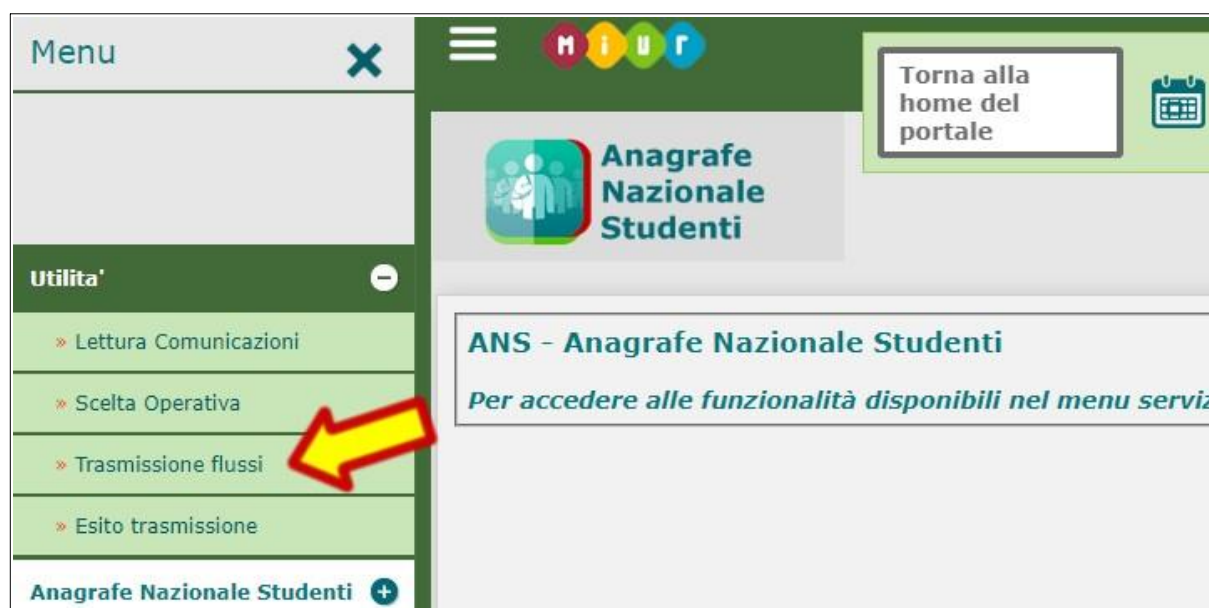 Menu
Utilita'
» Lettura Comunicazioni
» Scelta Operativa
» Trasmissione flussi
» Esito trasmissione
Anagrafe Nazionale Studenti
MIUr
Torna alla
home del
portale
Anagrafe
Nazionale
Studenti
ANS - Anagrafe Nazionale Studenti
Per accedere alle funzionalità disponibili nel menu